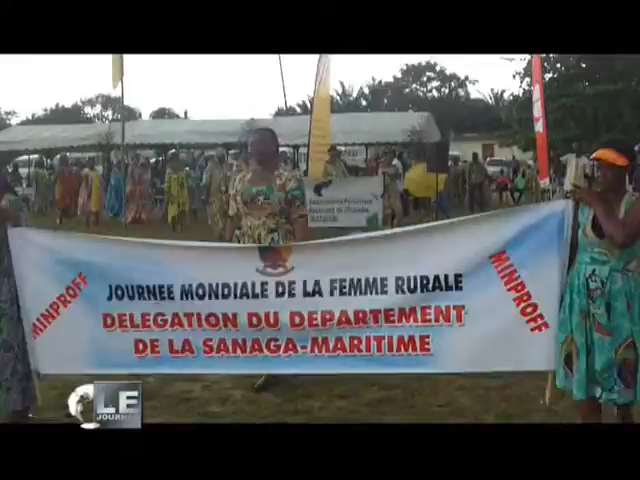 JOURNEE MONDIALE DE LA FEMME RURALE
MINPROFF
DELEGATION DU DEPARTEMENT
DE LA SANAGA-MARITIME
MINPROFF
LE
JOURNAL